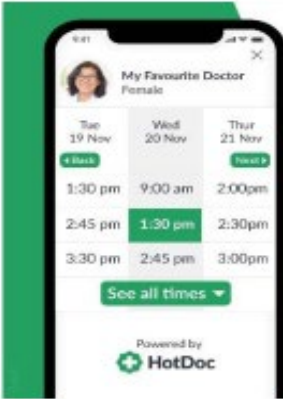 9:41
My Favourite Doctor
Female
Tue Wed Thur
19 Nov 20 Nov 21 Nov
Back Next
1:30 pm 9:00 am 2:00pm
2:45 pm 1:30 pm 2:30pm
3:30 pm 2:45 pm 3:00pm
See all times
Powered by
HotDoc